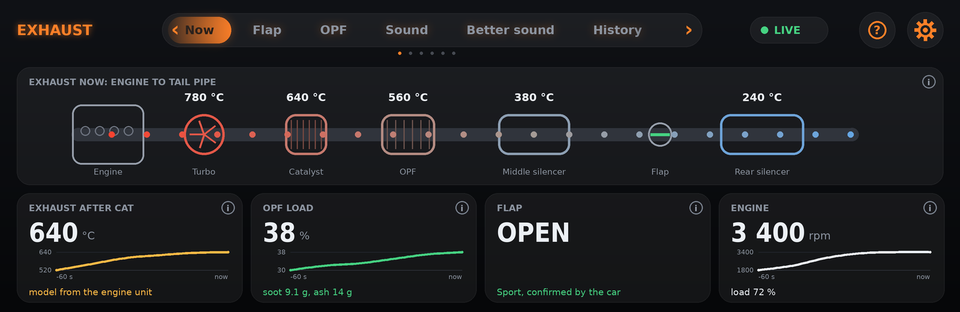 EXHAUST
‹ Now Flap OPF Sound Better sound History ›
LIVE
?
EXHAUST NOW: ENGINE TO TAIL PIPE
i
780 °C 640 °C 560 °C 380 °C 240 °C
Engine Turbo Catalyst OPF Middle silencer Flap Rear silencer
EXHAUST AFTER CAT
i
640 °C
640
520
-60 s now
model from the engine unit
OPF LOAD
i
38 %
38
30
-60 s now
soot 9.1 g, ash 14 g
FLAP
i
OPEN
Sport, confirmed by the car
ENGINE
i
3 400 rpm
3400
1800
-60 s now
load 72 %